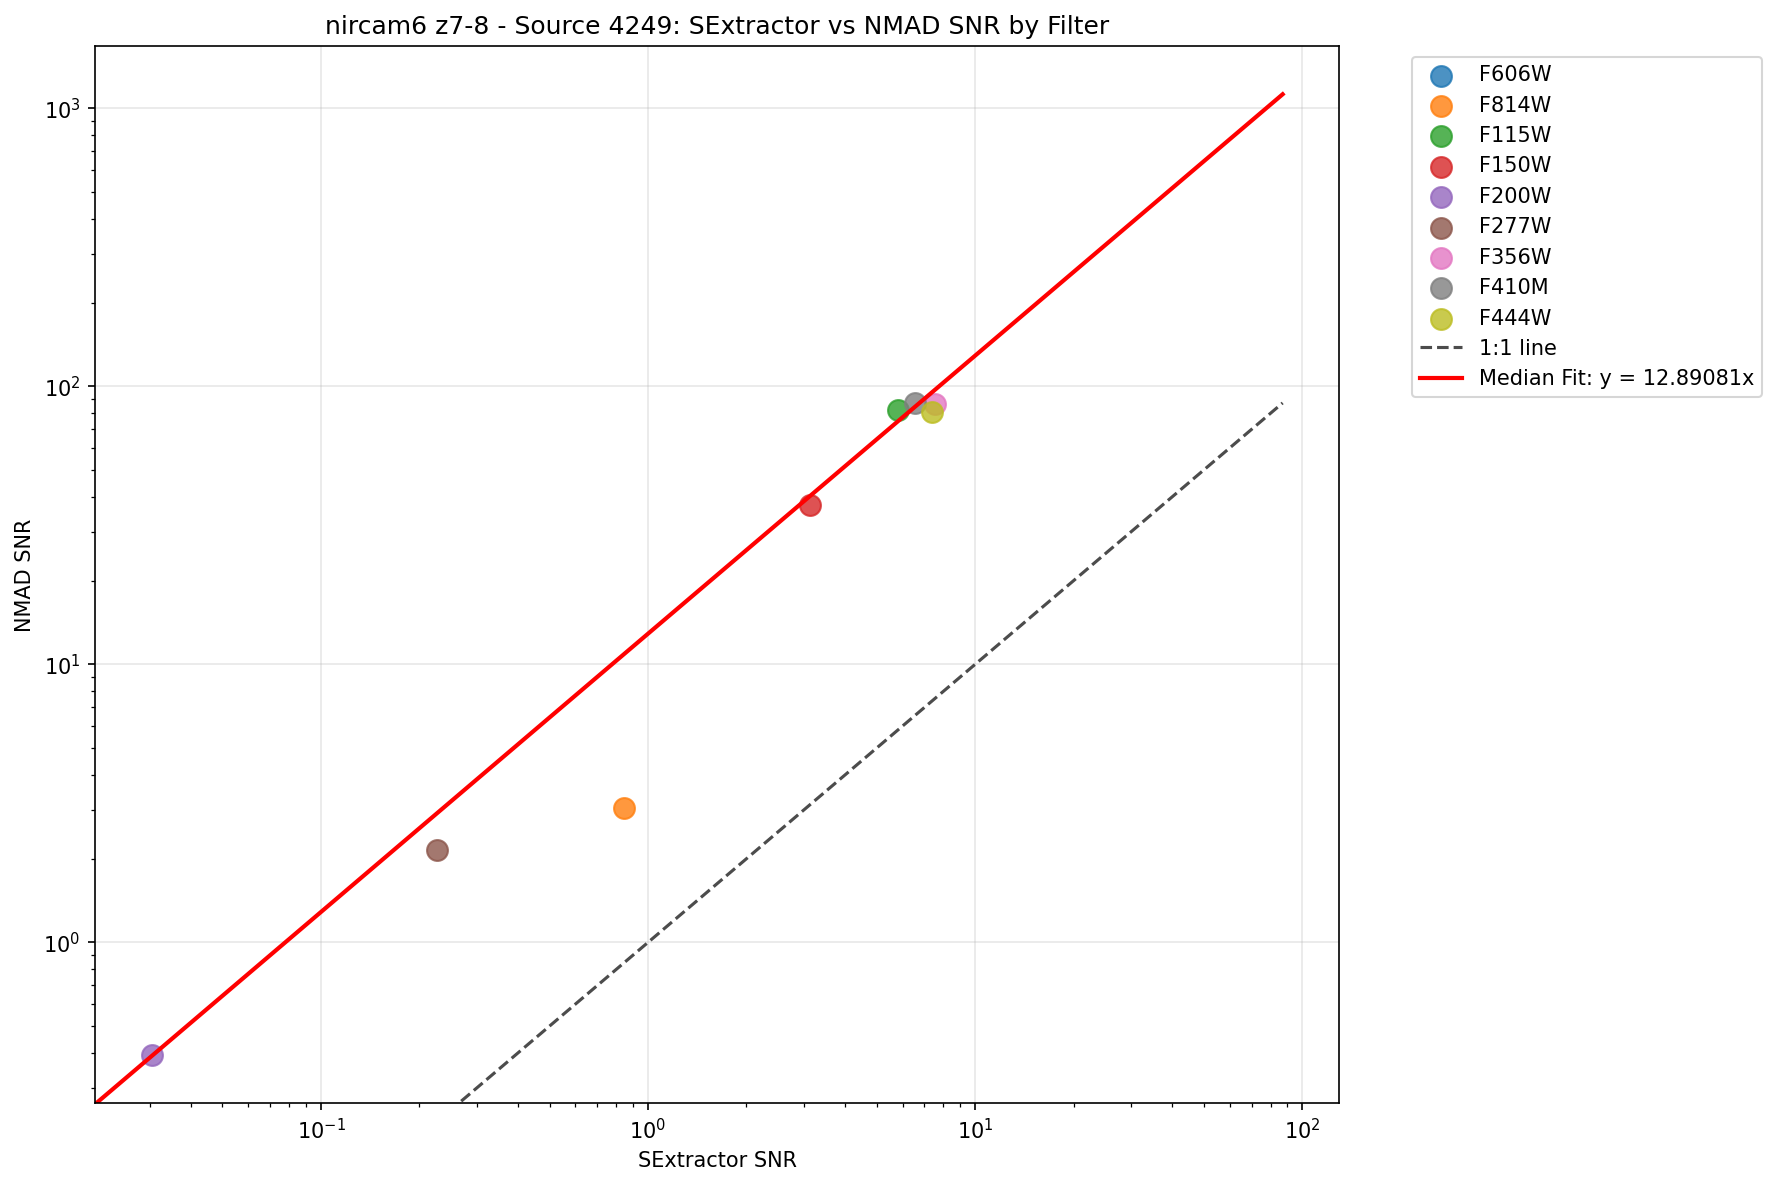 nircam6 z7-8 - Source 4249: SExtractor vs NMAD SNR by Filter
F606W
F814W
F115W
F150W
F200W
F277W
F356W
F410M
F444W
1:1 line
Median Fit: y = 12.89081x
NMAD SNR
10³
10²
10¹
10⁰
10⁻¹
10⁰
10¹
10²
SExtractor SNR